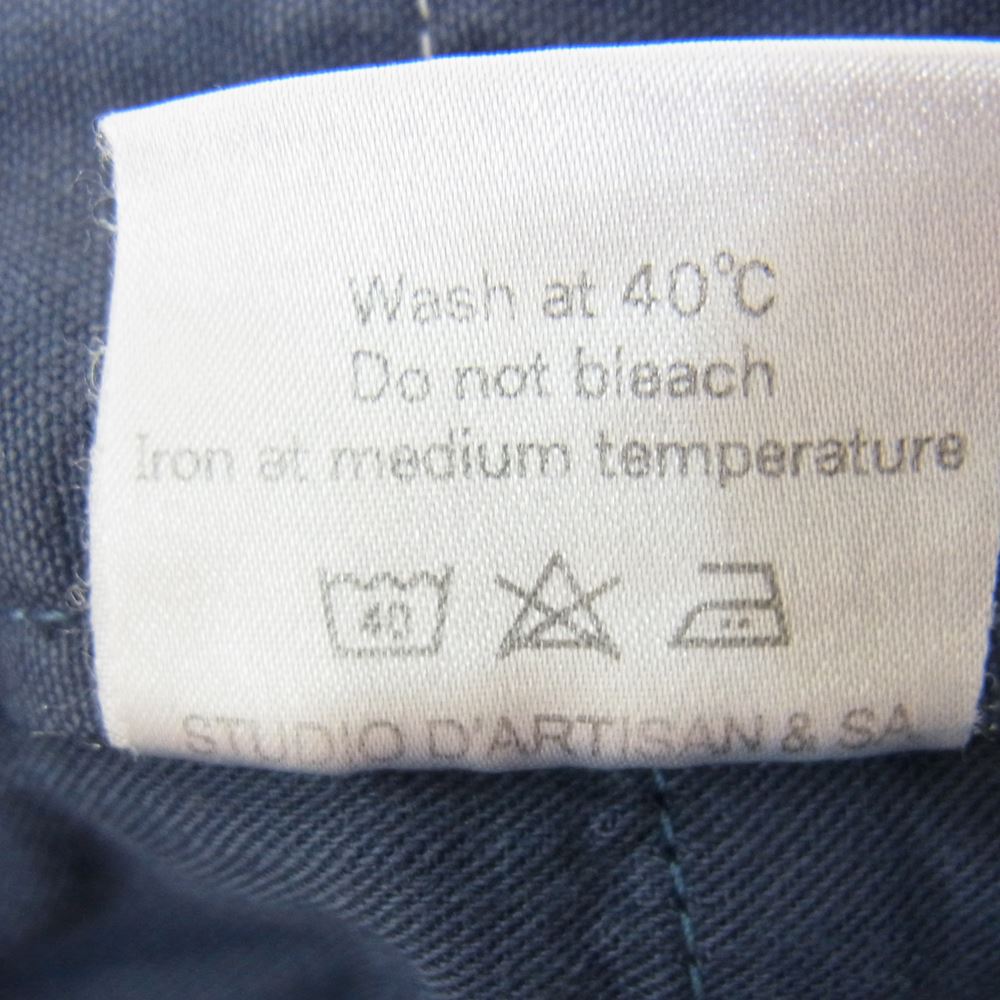 Wash at 40°C
Do not bleach
Iron at medium temperature
40
STUDIO D'ARTISAN & SA